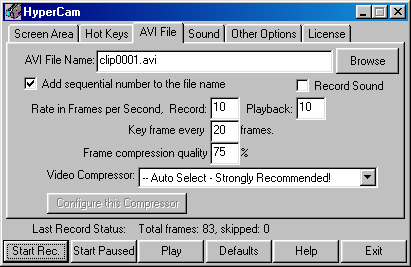 HyperCam
Screen Area Hot Keys AVI File Sound Other Options License
AVI File Name: clip0001.avi Browse
Add sequential number to the file name Record Sound
Rate in Frames per Second, Record: 10 Playback: 10
Key frame every 20 frames.
Frame compression quality 75 %
Video Compressor: -- Auto Select - Strongly Recommended!
Configure this Compressor
Last Record Status: Total frames: 83, skipped: 0
Start Rec. Start Paused Play Defaults Help Exit